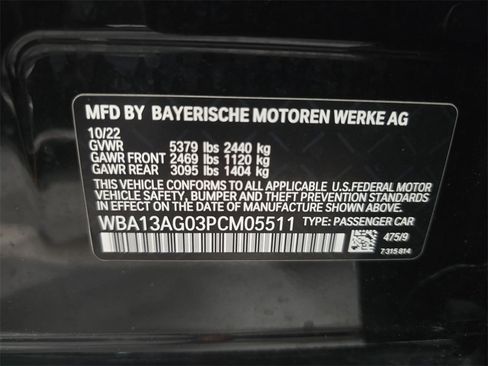 MFD BY BAYERISCHE MOTOREN WERKE AG
10/22
GVWR 5379 lbs 2440 kg
GAWR FRONT 2469 lbs 1120 kg
GAWR REAR 3095 lbs 1404 kg
THIS VEHICLE CONFORMS TO ALL APPLICABLE U.S.FEDERAL MOTOR
VEHICLE SAFETY, BUMPER AND THEFT PREVENTION STANDARDS IN
EFFECT ON THE DATE OF MANUFACTURE SHOWN ABOVE.
WBA13AG03PCM05511 TYPE: PASSENGER CAR
475/9
7 315 814